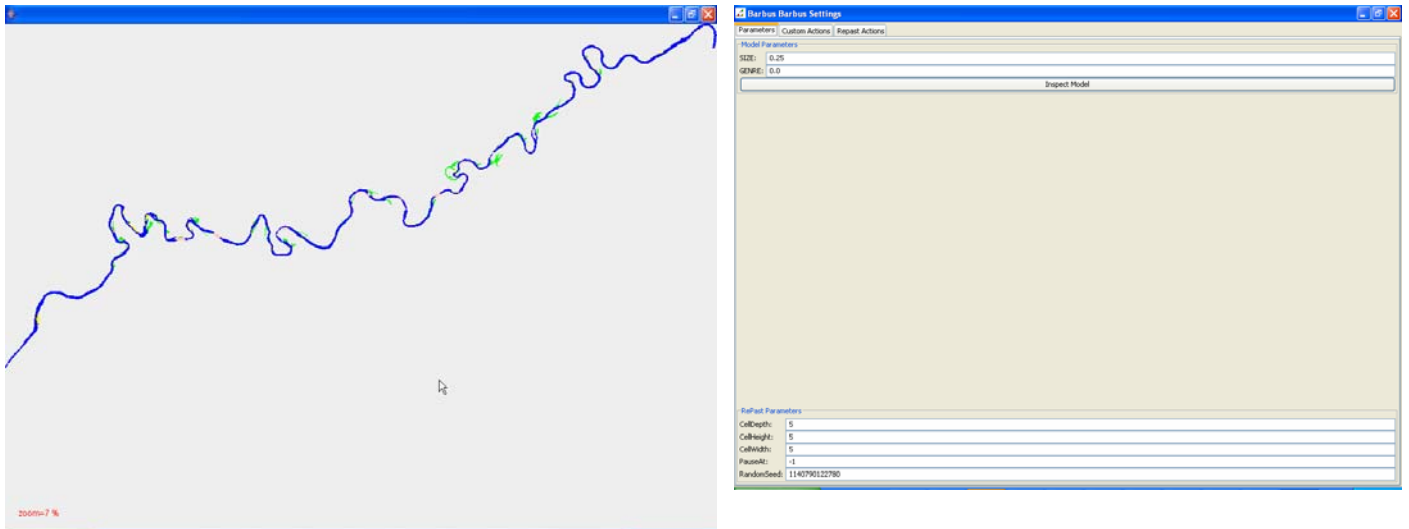 zoom=7 %
Barbus Barbus Settings
Parameters Custom Actions Repast Actions
Model Parameters
SIZE: 0.25
GENRE: 0.0
Inspect Model
RePast Parameters
CellDepth: 5
CellHeight: 5
CellWidth: 5
PauseAt: -1
RandomSeed: 1140790122780